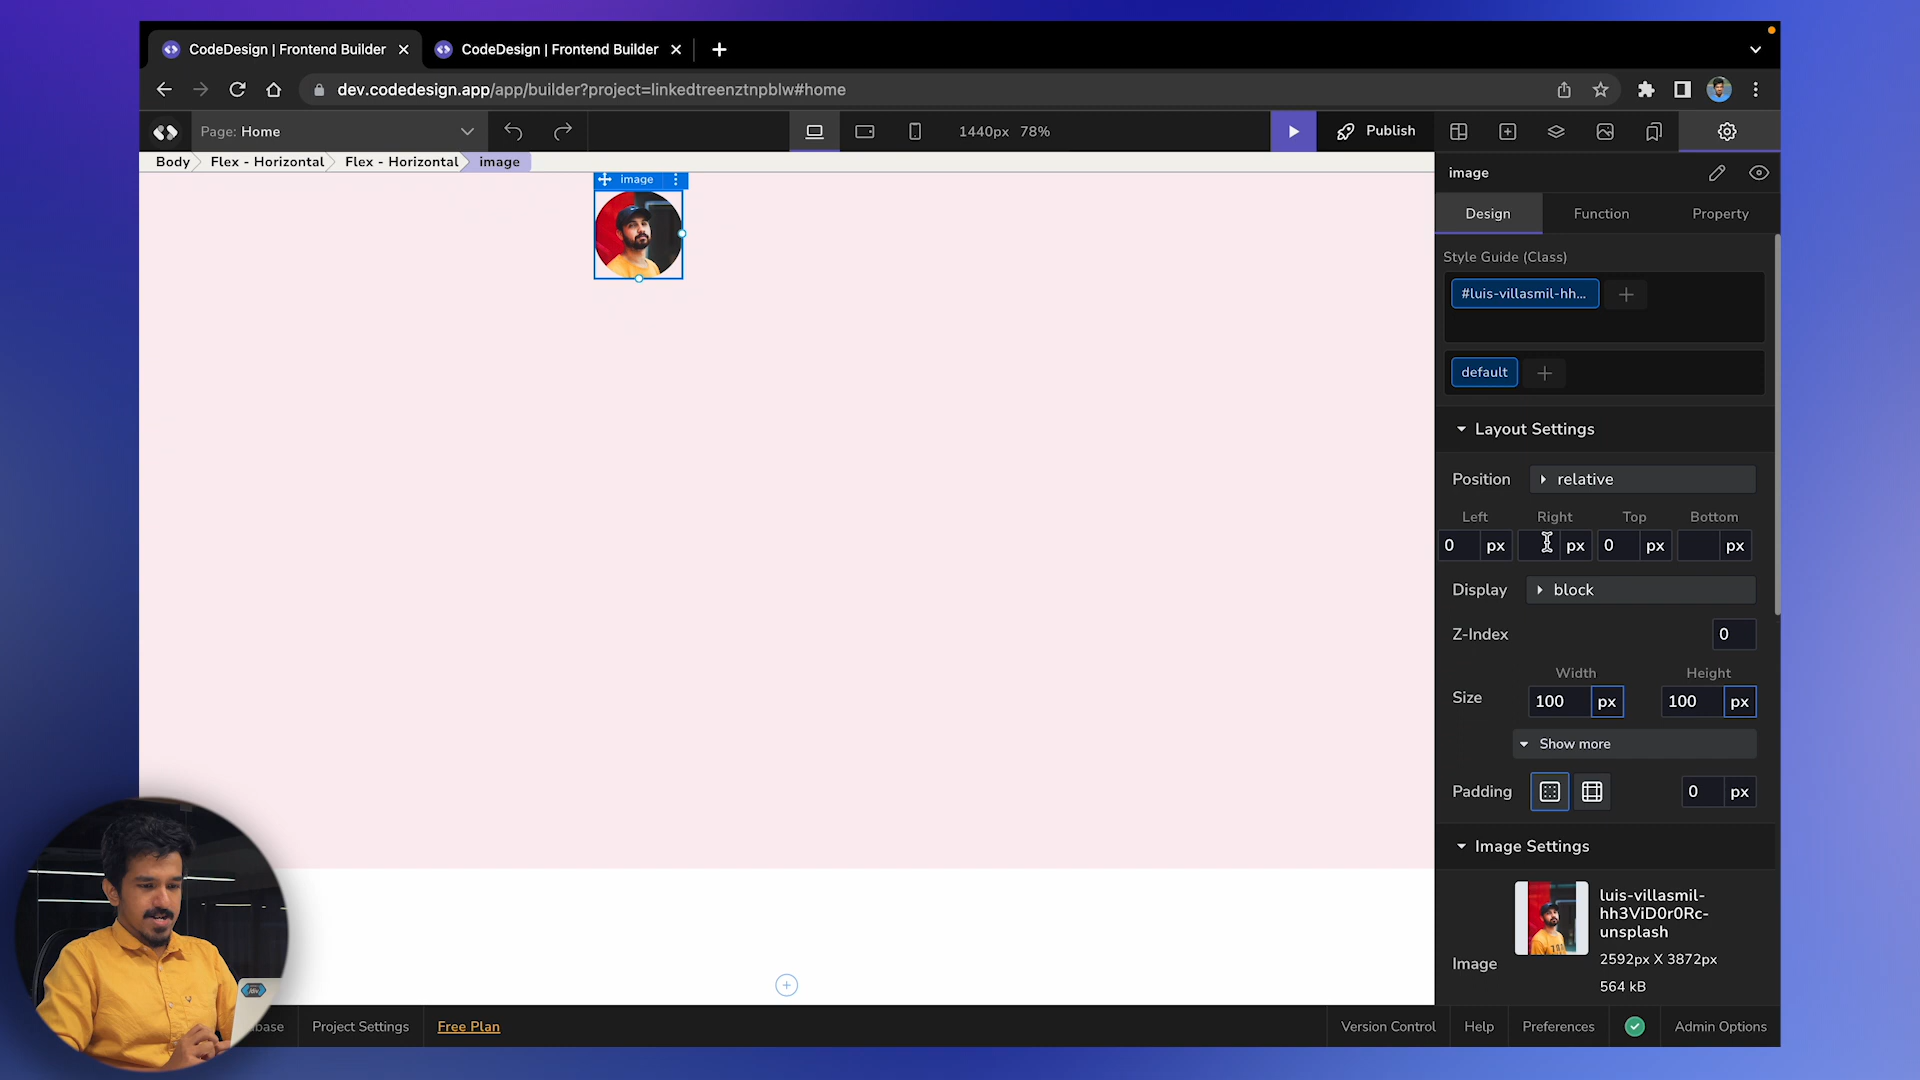 CodeDesign | Frontend Builder
CodeDesign | Frontend Builder
dev.codedesign.app/app/builder?project=linkedtreenztnpblw#home
Page: Home
1440px 78%
Publish
Body
Flex - Horizontal
Flex - Horizontal
image
image
image
Design
Function
Property
Style Guide (Class)
#luis-villasmil-hh...
default
Layout Settings
Position
relative
Left
Right
Top
Bottom
0 px
px
0 px
px
Display
block
Z-Index
0
Width
Height
Size
100 px
100 px
Show more
Padding
0 px
Image Settings
luis-villasmil-
hh3ViD0r0Rc-
unsplash
Image
2592px X 3872px
564 kB
Project Settings
Free Plan
Version Control
Help
Preferences
Admin Options